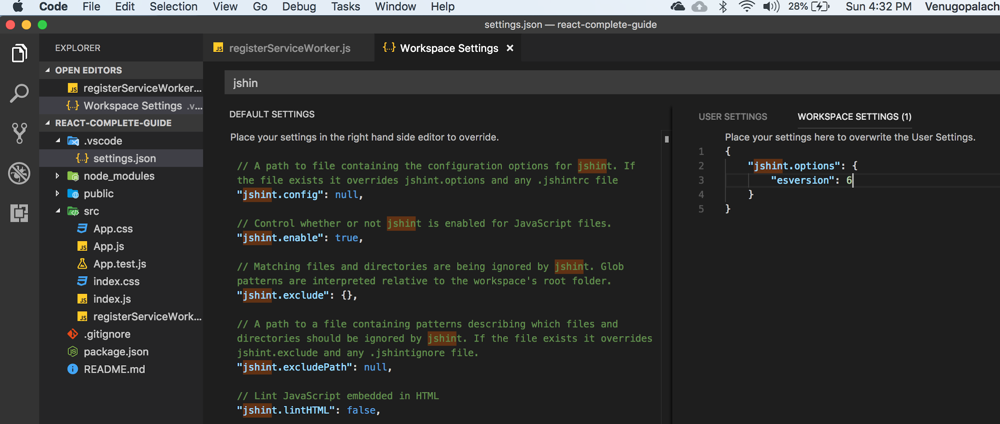 Code File Edit Selection View Go Debug Tasks Window Help 28% Sun 4:32 PM Venugopalach
settings.json — react-complete-guide
EXPLORER
OPEN EDITORS
JS registerServiceWorker...
{..} Workspace Settings .v...
REACT-COMPLETE-GUIDE
.vscode
{..} settings.json
node_modules
public
src
App.css
JS App.js
App.test.js
index.css
JS index.js
JS registerServiceWork...
.gitignore
package.json
README.md
JS registerServiceWorker.js
{..} Workspace Settings ×
jshin
DEFAULT SETTINGS
Place your settings in the right hand side editor to override.
// A path to file containing the configuration options for jshint. If
the file exists it overrides jshint.options and any .jshintrc file
"jshint.config": null,
// Control whether or not jshint is enabled for JavaScript files.
"jshint.enable": true,
// Matching files and directories are being ignored by jshint. Glob
patterns are interpreted relative to the workspace's root folder.
"jshint.exclude": {},
// A path to a file containing patterns describing which files and
directories should be ignored by jshint. If the file exists it overrides
jshint.exclude and any .jshintignore file.
"jshint.excludePath": null,
// Lint JavaScript embedded in HTML
"jshint.lintHTML": false,
USER SETTINGS WORKSPACE SETTINGS (1)
Place your settings here to overwrite the User Settings.
1 {
2 "jshint.options": {
3 "esversion": 6
4 }
5 }